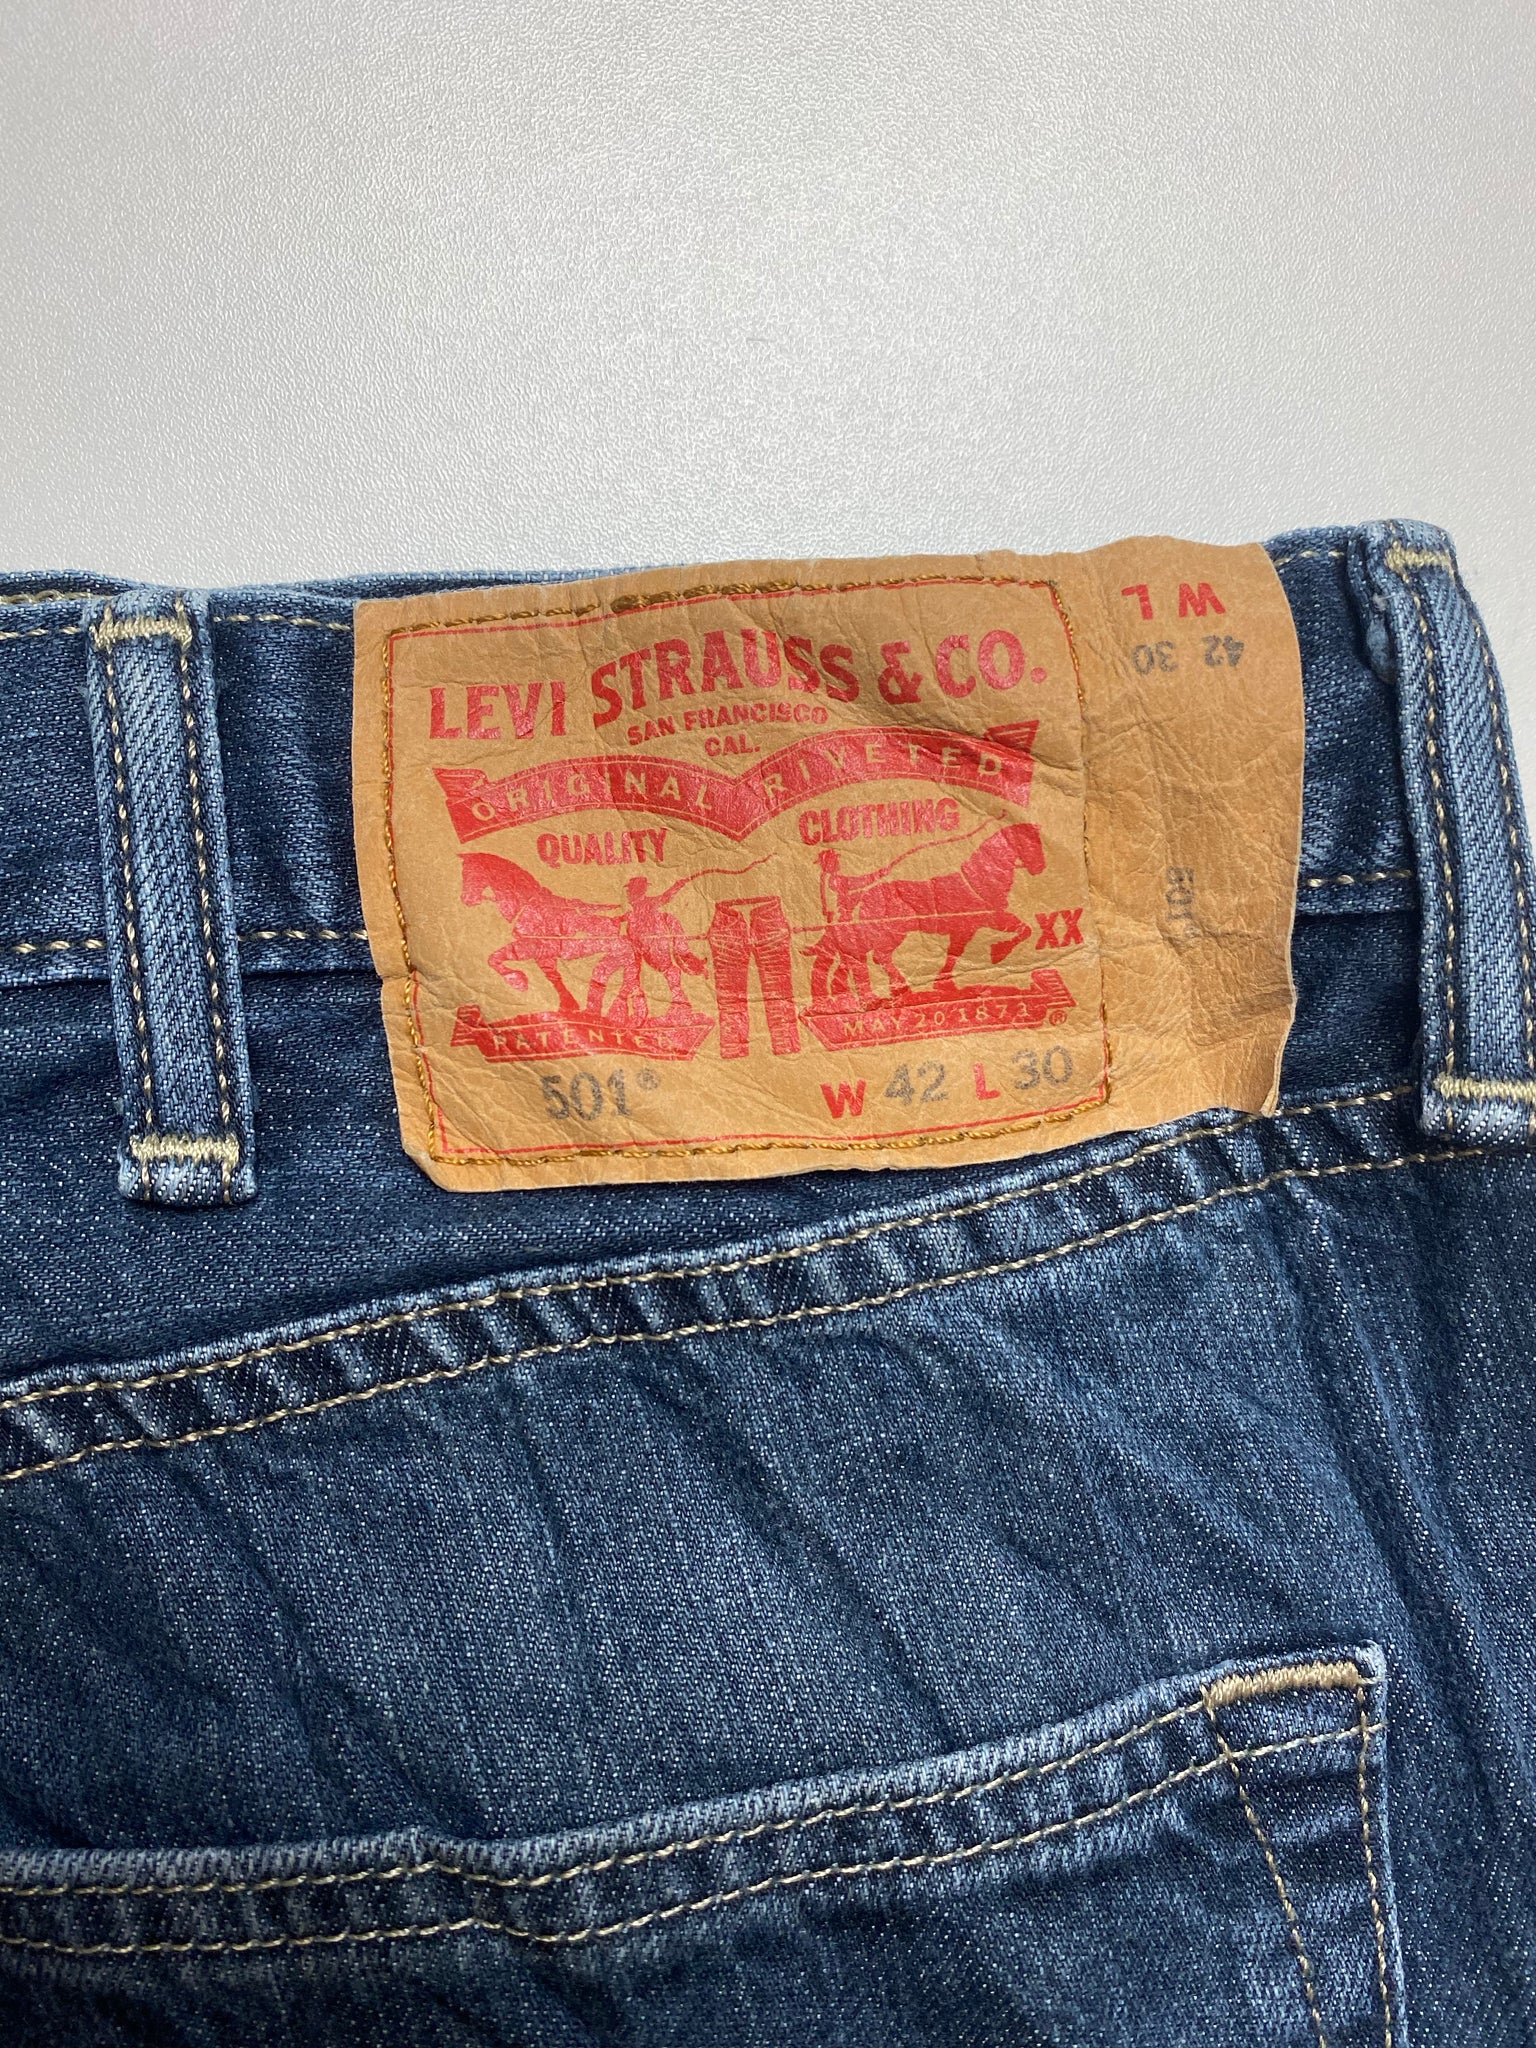 LEVI STRAUSS & CO.
SAN FRANCISCO
CAL.
ORIGINAL RIVETED
QUALITY CLOTHING
XX
PATENTED MAY 20 1873 ®
501® W 42 L 30
W L
42 30
501®